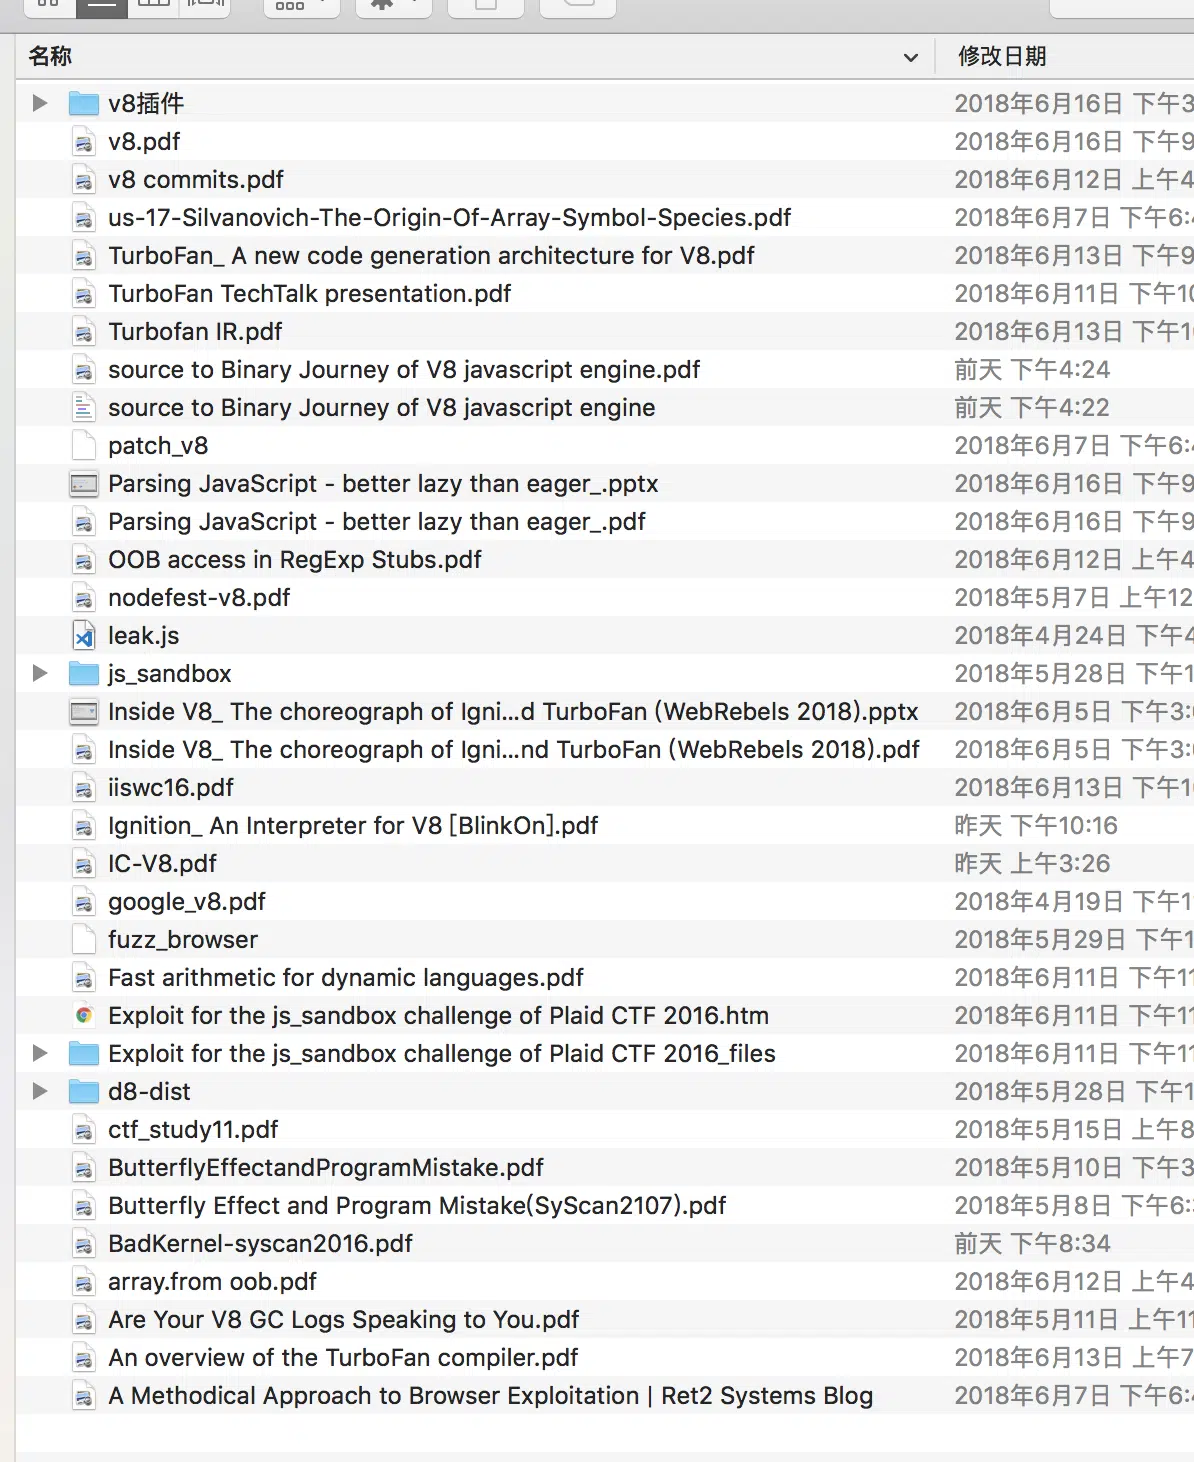 名称 修改日期
v8插件 2018年6月16日 下午3
v8.pdf 2018年6月16日 下午9
v8 commits.pdf 2018年6月12日 上午4
us-17-Silvanovich-The-Origin-Of-Array-Symbol-Species.pdf 2018年6月7日 下午6:4
TurboFan_ A new code generation architecture for V8.pdf 2018年6月13日 下午9
TurboFan TechTalk presentation.pdf 2018年6月11日 下午10
Turbofan IR.pdf 2018年6月13日 下午1
source to Binary Journey of V8 javascript engine.pdf 前天 下午4:24
source to Binary Journey of V8 javascript engine 前天 下午4:22
patch_v8 2018年6月7日 下午6:4
Parsing JavaScript - better lazy than eager_.pptx 2018年6月16日 下午9
Parsing JavaScript - better lazy than eager_.pdf 2018年6月16日 下午9
OOB access in RegExp Stubs.pdf 2018年6月12日 上午4
nodefest-v8.pdf 2018年5月7日 上午12
leak.js 2018年4月24日 下午4
js_sandbox 2018年5月28日 下午1
Inside V8_ The choreograph of Igni...d TurboFan (WebRebels 2018).pptx 2018年6月5日 下午3:
Inside V8_ The choreograph of Igni...nd TurboFan (WebRebels 2018).pdf 2018年6月5日 下午3:
iiswc16.pdf 2018年6月13日 下午1
Ignition_ An Interpreter for V8 [BlinkOn].pdf 昨天 下午10:16
IC-V8.pdf 昨天 上午3:26
google_v8.pdf 2018年4月19日 下午1
fuzz_browser 2018年5月29日 下午1
Fast arithmetic for dynamic languages.pdf 2018年6月11日 下午11
Exploit for the js_sandbox challenge of Plaid CTF 2016.htm 2018年6月11日 下午11
Exploit for the js_sandbox challenge of Plaid CTF 2016_files 2018年6月11日 下午11
d8-dist 2018年5月28日 下午1
ctf_study11.pdf 2018年5月15日 上午8
ButterflyEffectandProgramMistake.pdf 2018年5月10日 下午3
Butterfly Effect and Program Mistake(SyScan2107).pdf 2018年5月8日 下午6:
BadKernel-syscan2016.pdf 前天 下午8:34
array.from oob.pdf 2018年6月12日 上午4
Are Your V8 GC Logs Speaking to You.pdf 2018年5月11日 上午11
An overview of the TurboFan compiler.pdf 2018年6月13日 上午7
A Methodical Approach to Browser Exploitation | Ret2 Systems Blog 2018年6月7日 下午6:4